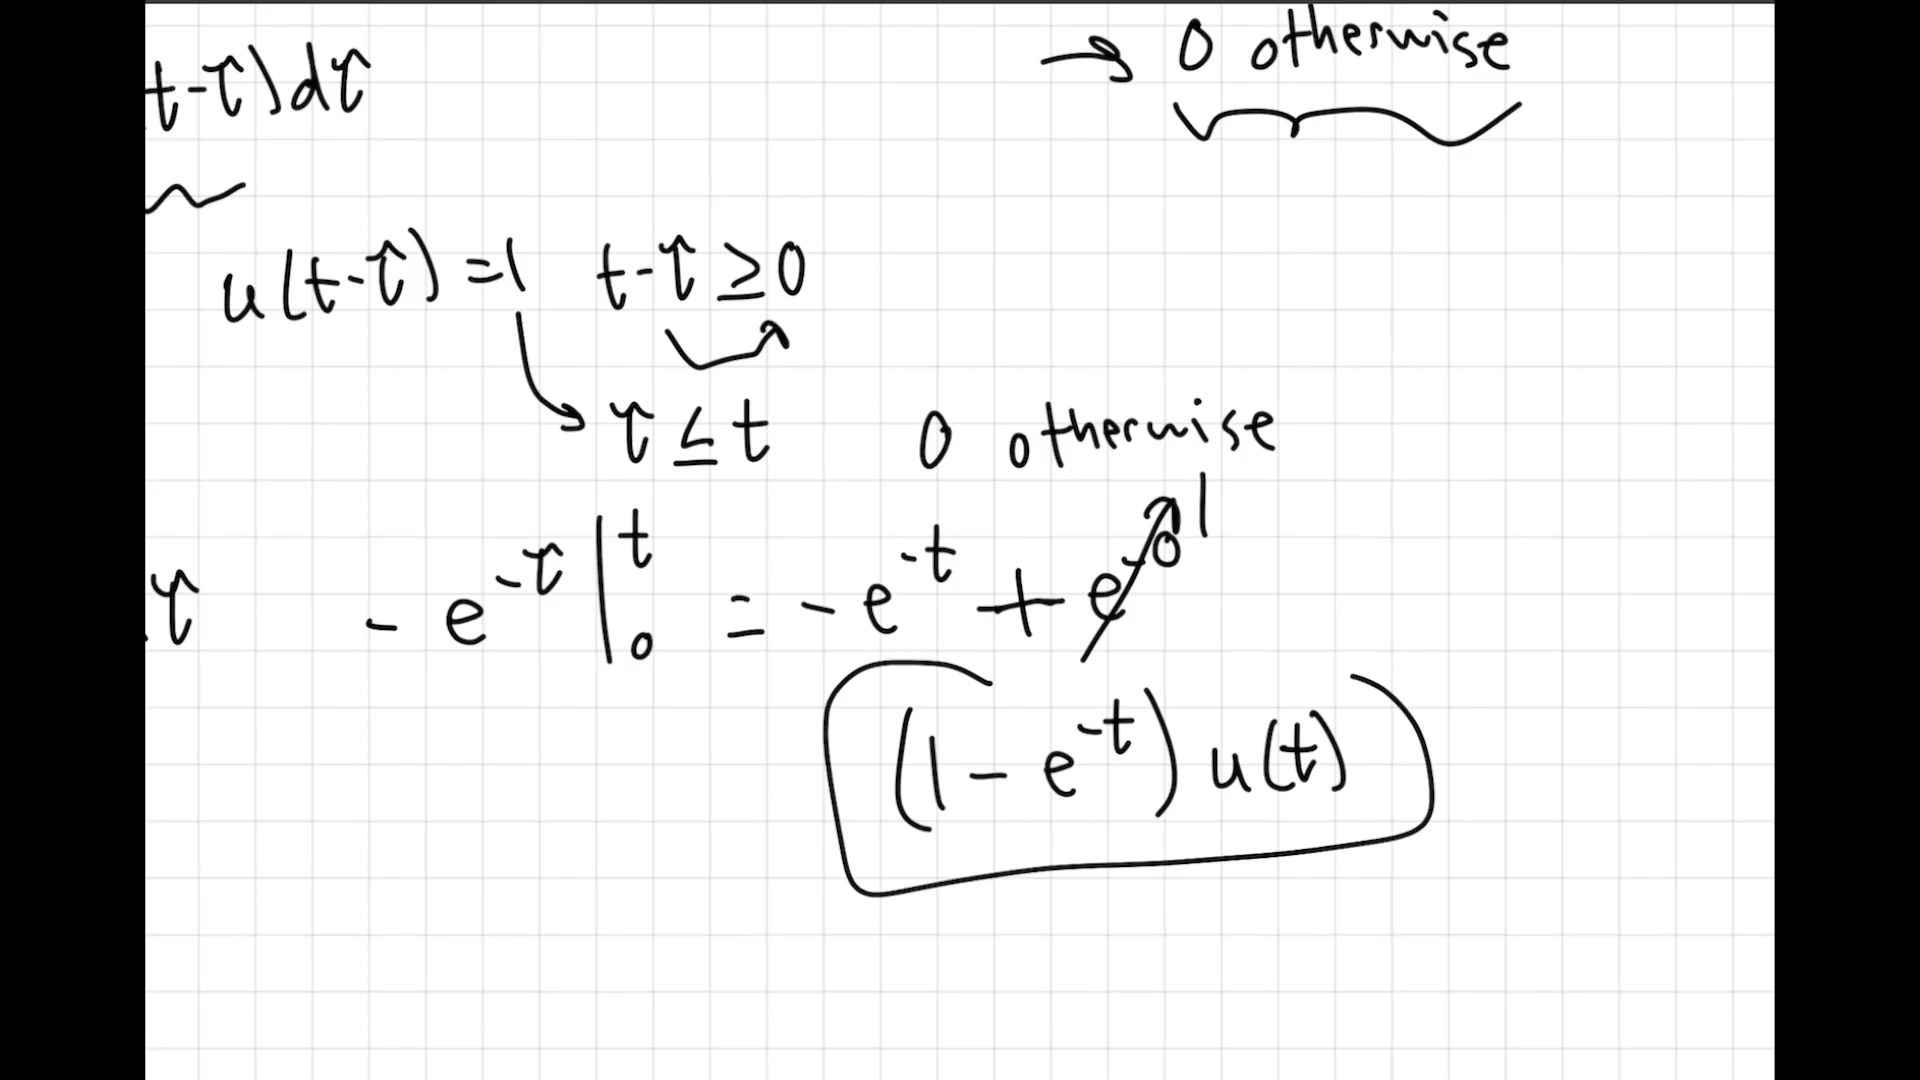 → 0 otherwise
t-τ)dτ
u(t-τ) = 1 t-τ ≥ 0
τ ≤ t 0 otherwise
τ - e^{-τ} |_0^t = - e^{-t} + e^{-0} 1
(1 - e^{-t}) u(t)